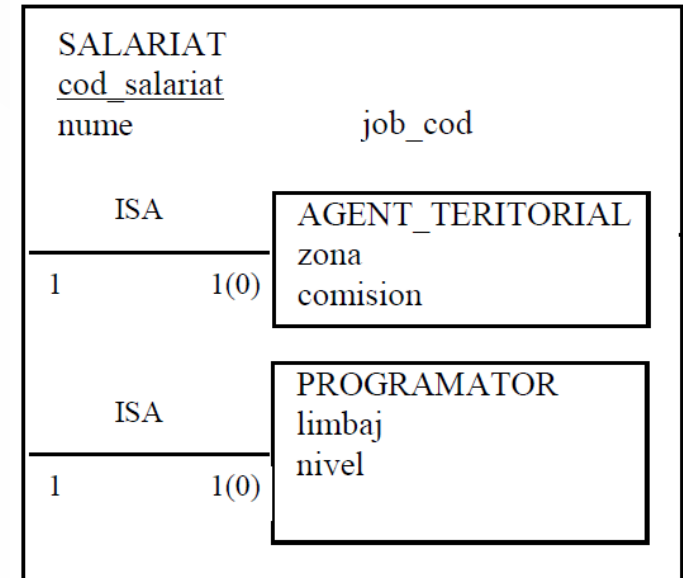 SALARIAT
cod_salariat
nume job_cod
ISA
AGENT_TERITORIAL
zona
comision
1 1(0)
ISA
PROGRAMATOR
limbaj
nivel
1 1(0)